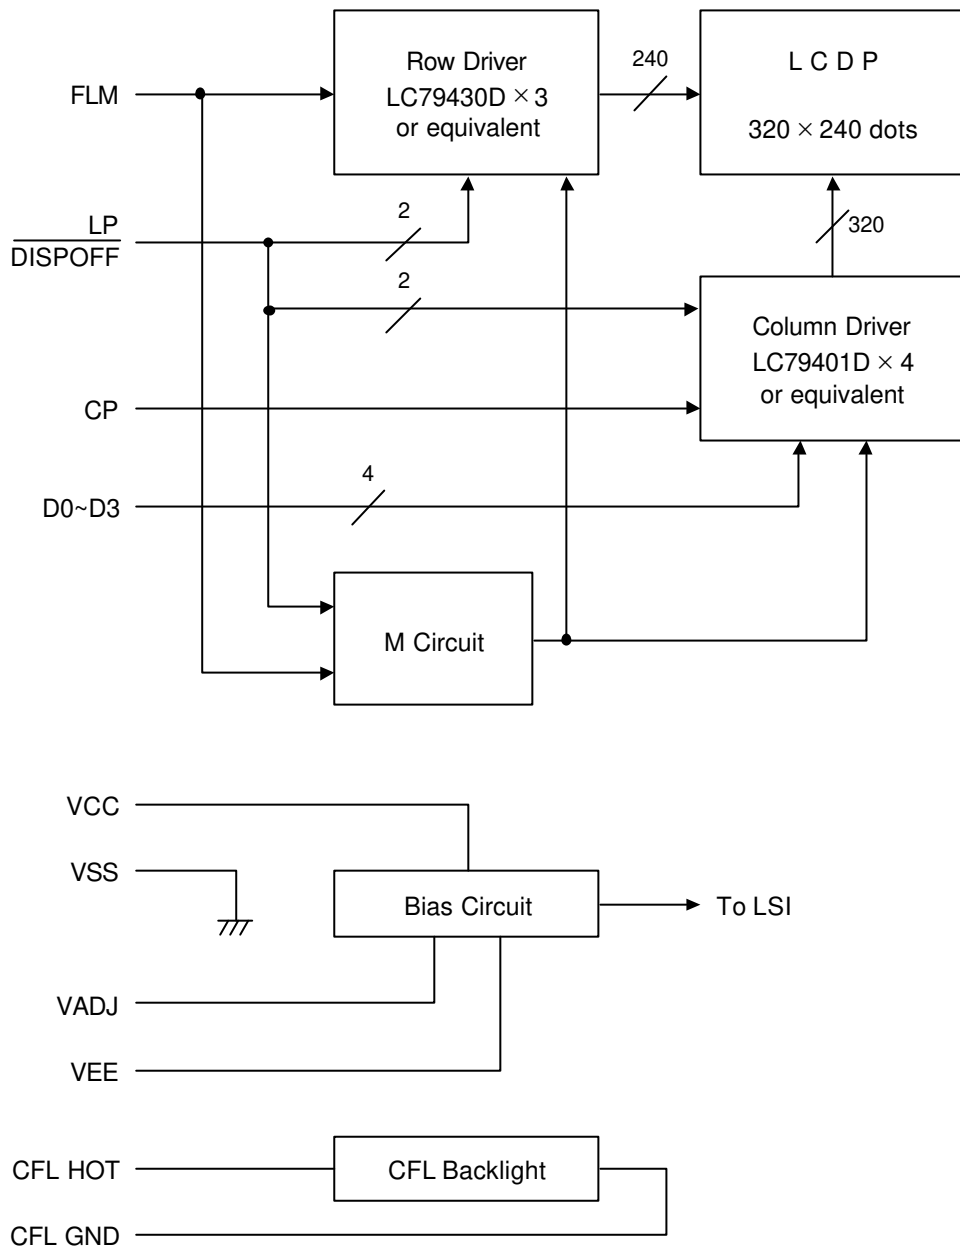 Row Driver
LC79430D × 3
or equivalent
240
L C D P
320 × 240 dots
FLM
LP
DISPOFF
2
320
2
Column Driver
LC79401D × 4
or equivalent
CP
4
D0~D3
M Circuit
VCC
VSS
Bias Circuit
To LSI
VADJ
VEE
CFL HOT
CFL Backlight
CFL GND